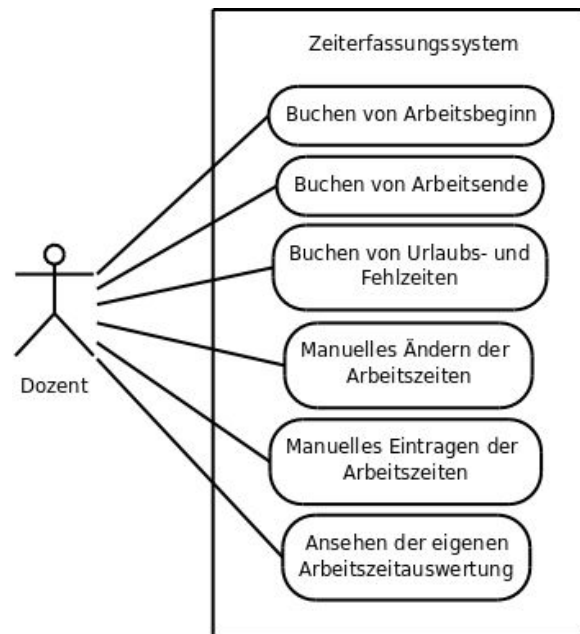 Zeiterfassungssystem
Buchen von Arbeitsbeginn
Buchen von Arbeitsende
Buchen von Urlaubs- und
Fehlzeiten
Manuelles Ändern der
Arbeitszeiten
Dozent
Manuelles Eintragen der
Arbeitszeiten
Ansehen der eigenen
Arbeitszeitauswertung